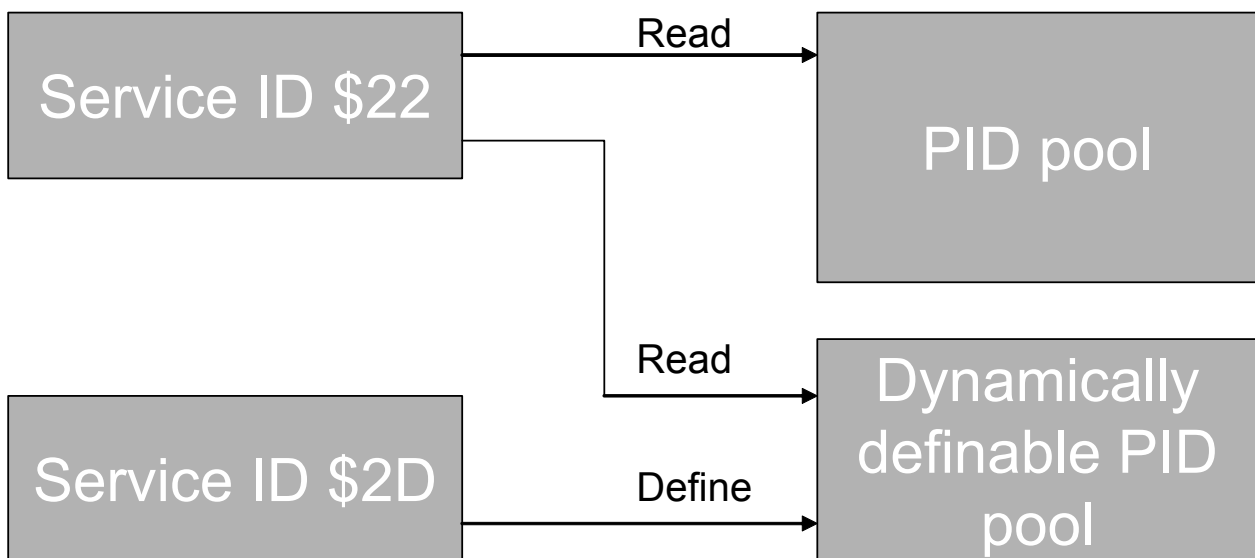 Service ID $22
Read
PID pool
Read
Dynamically
definable PID
pool
Service ID $2D
Define